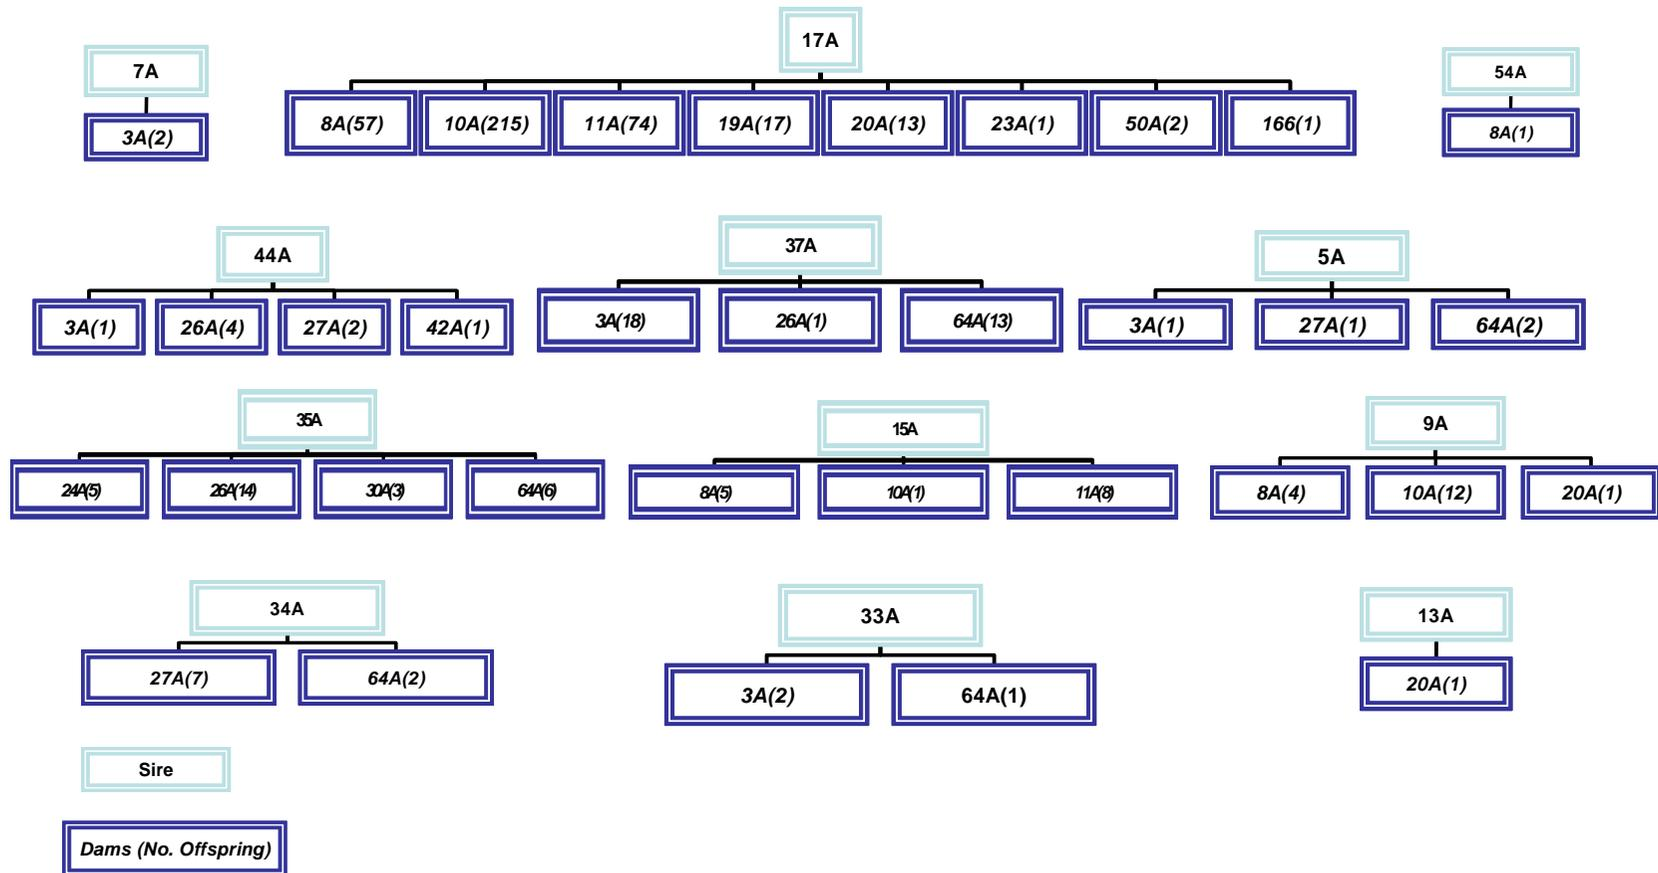 7A
17A
54A
3A(2)
8A(57)
10A(215)
11A(74)
19A(17)
20A(13)
23A(1)
50A(2)
166(1)
8A(1)
44A
37A
5A
3A(1)
26A(4)
27A(2)
42A(1)
3A(18)
26A(1)
64A(13)
3A(1)
27A(1)
64A(2)
35A
15A
9A
24A(5)
26A(14)
30A(3)
64A(6)
8A(5)
10A(1)
11A(8)
8A(4)
10A(12)
20A(1)
34A
33A
13A
27A(7)
64A(2)
3A(2)
64A(1)
20A(1)
Sire
Dams (No. Offspring)